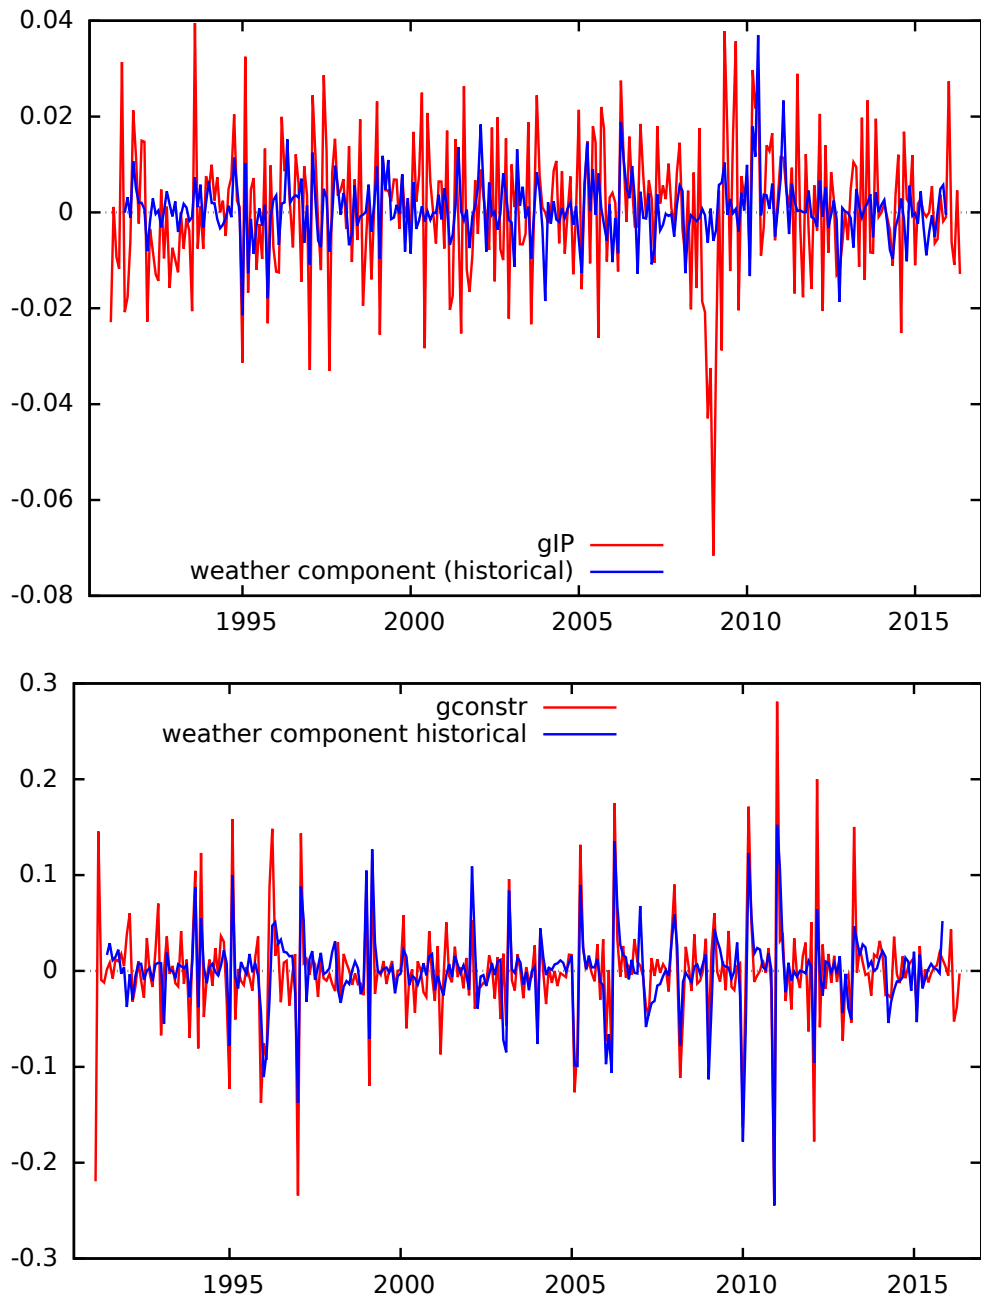 0.04
0.02
0
-0.02
-0.04
-0.06
-0.08
gIP
weather component (historical)
1995 2000 2005 2010 2015
0.3
0.2
0.1
0
-0.1
-0.2
-0.3
gconstr
weather component historical
1995 2000 2005 2010 2015